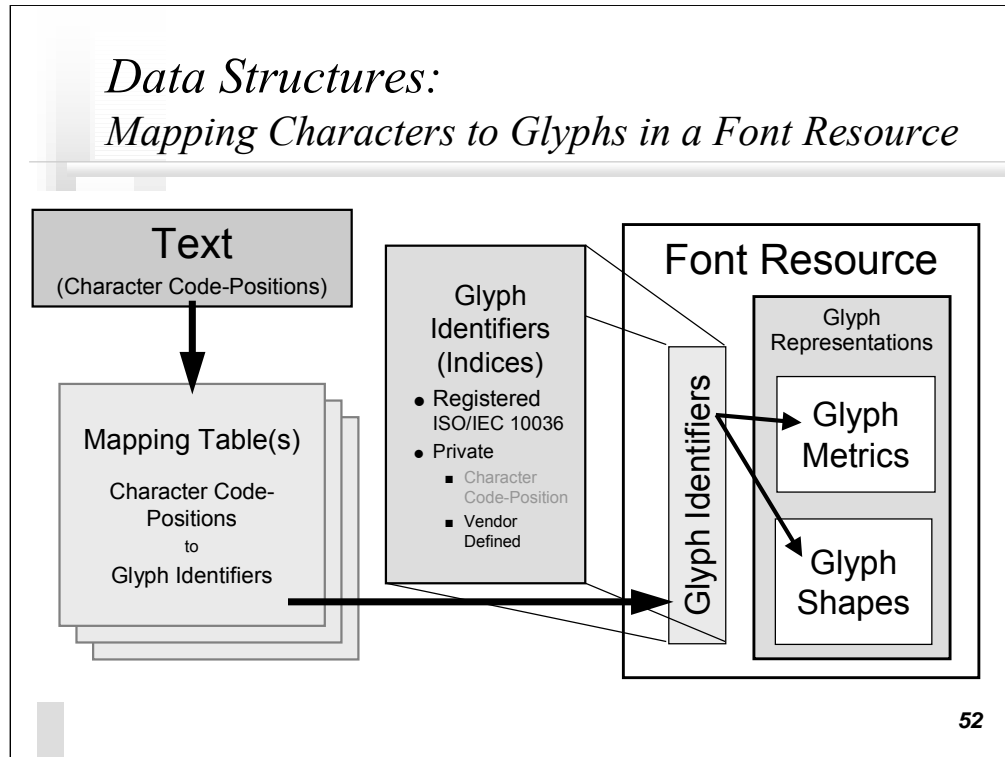 Data Structures:
Mapping Characters to Glyphs in a Font Resource
Text
(Character Code-Positions)
Mapping Table(s)
Character Code-
Positions
to
Glyph Identifiers
Glyph
Identifiers
(Indices)
● Registered
ISO/IEC 10036
● Private
■ Character
Code-Position
■ Vendor
Defined
Font Resource
Glyph Identifiers
Glyph
Representations
Glyph
Metrics
Glyph
Shapes
52